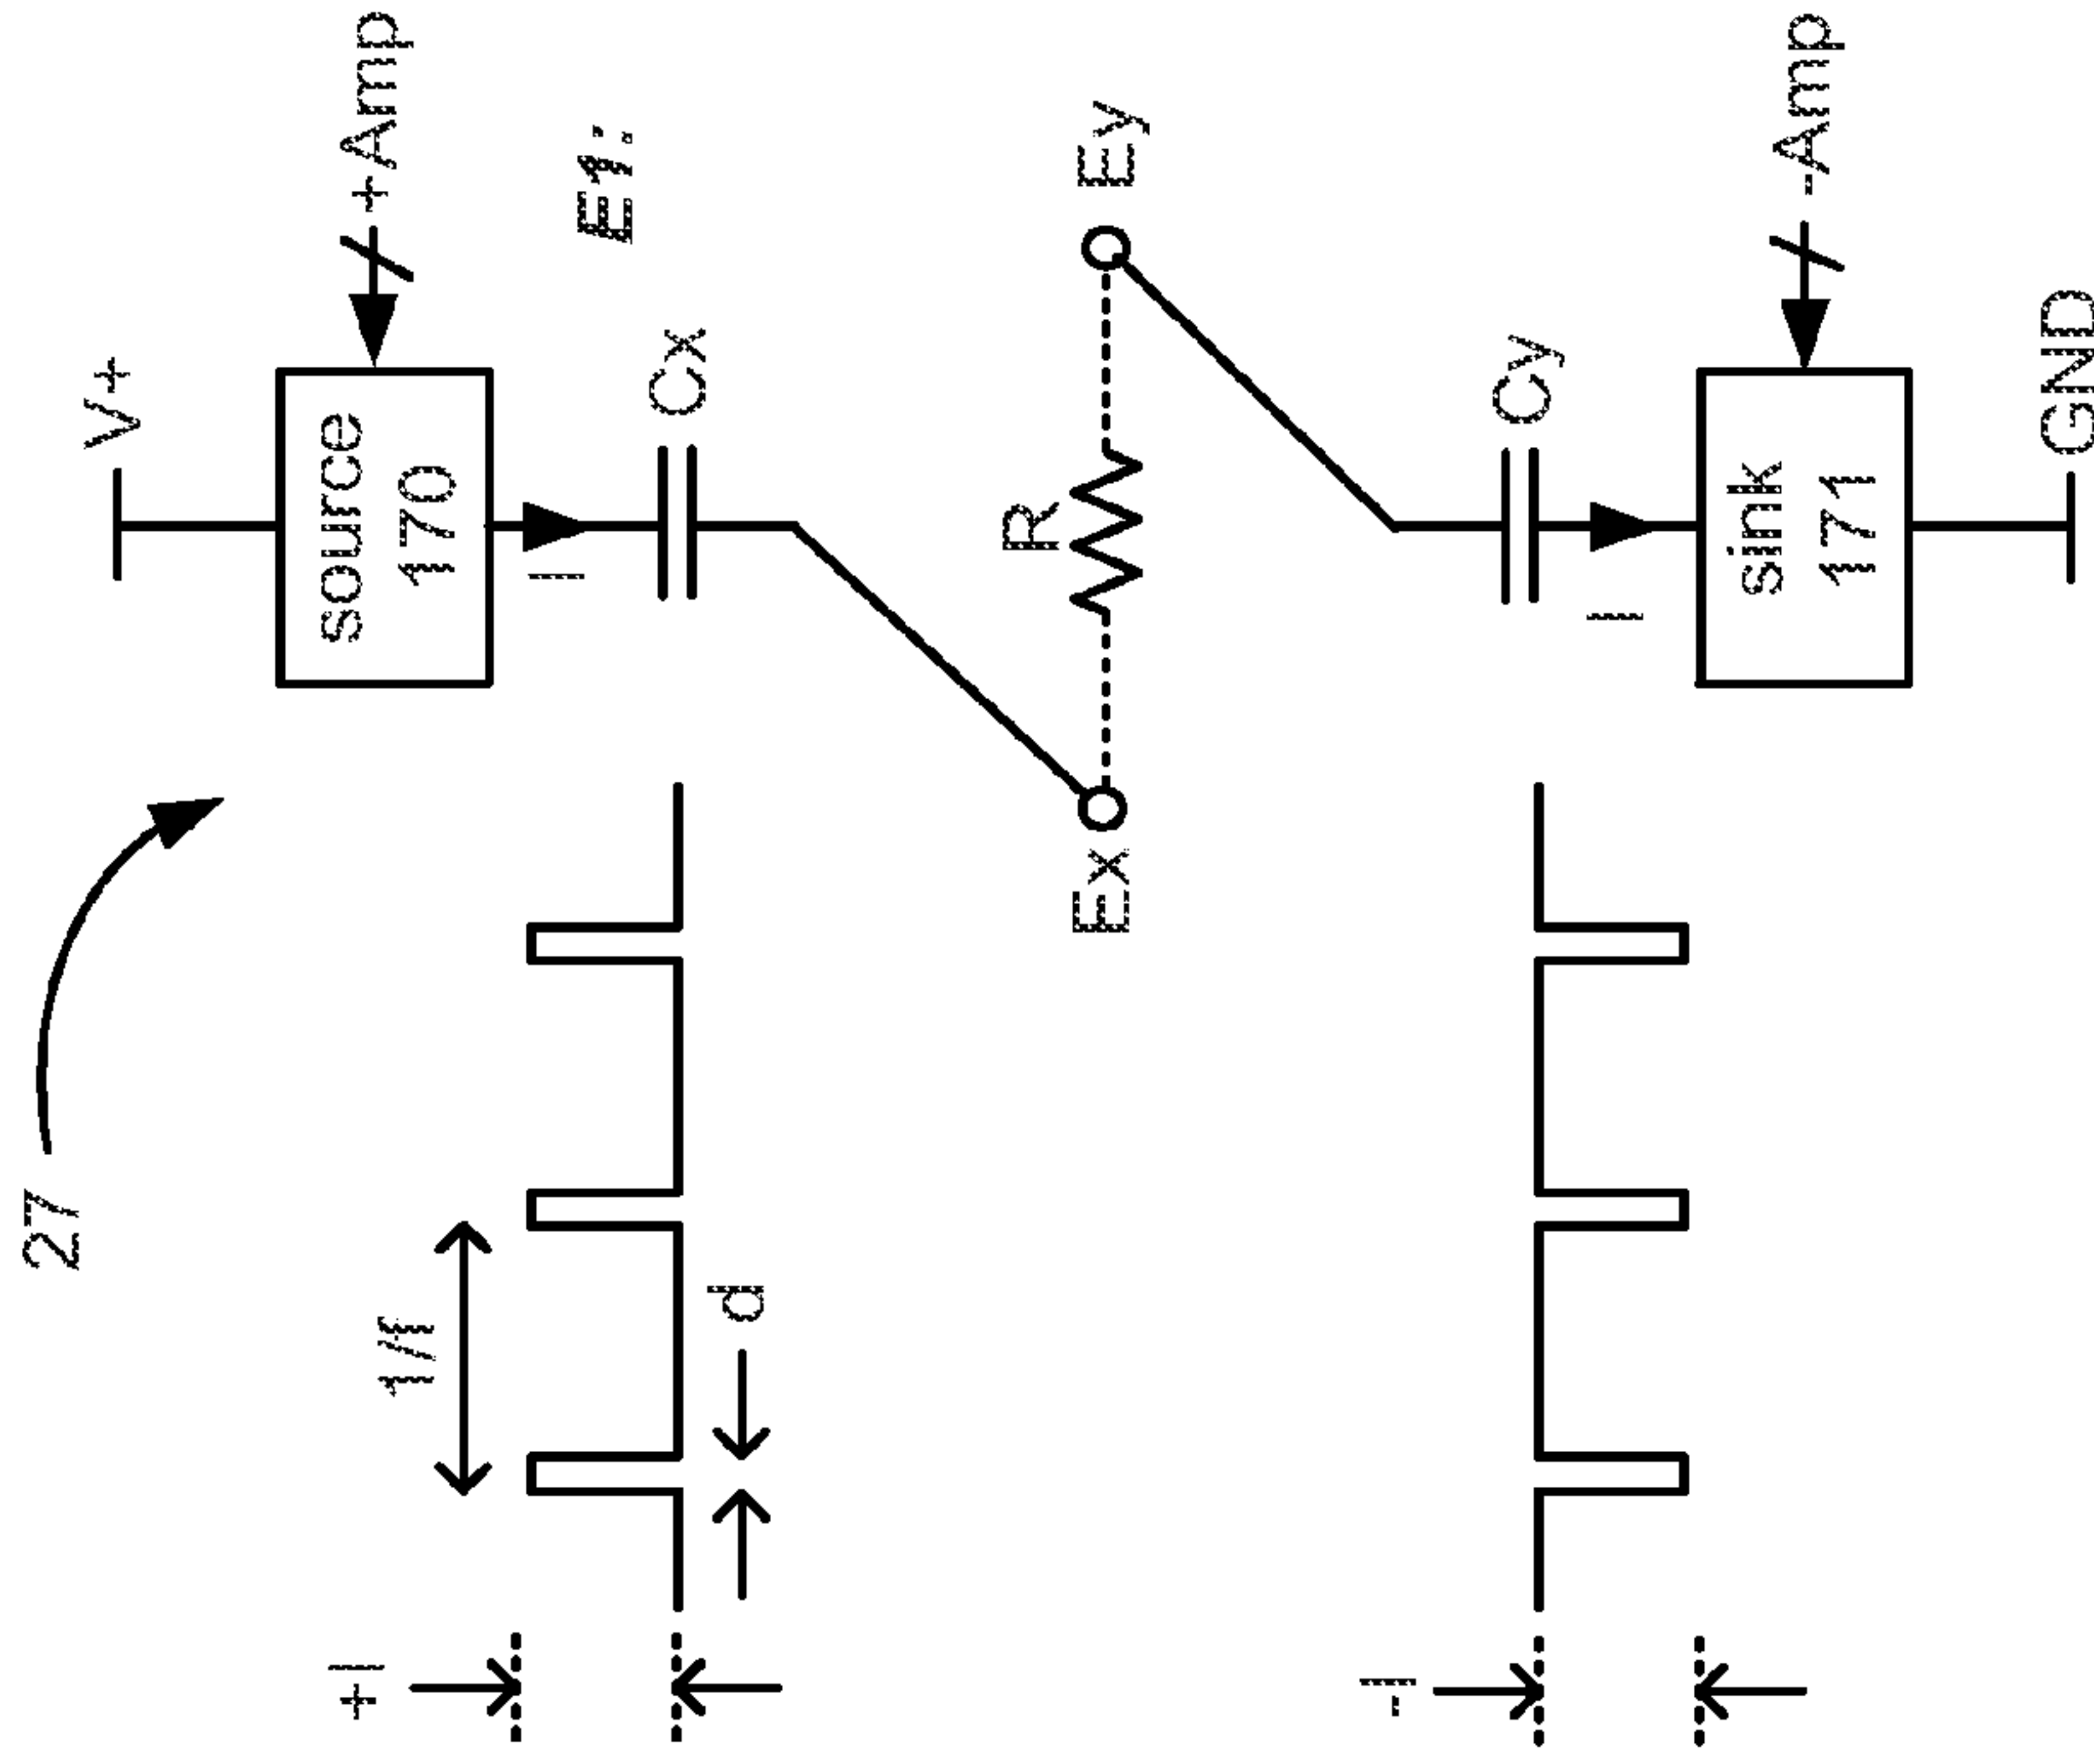 27
V+
source
170
+Amp
I
E1:
Cx
+I
1/f
d
R
Ex
Ey
-I
Cy
I
sink
171
-Amp
GND